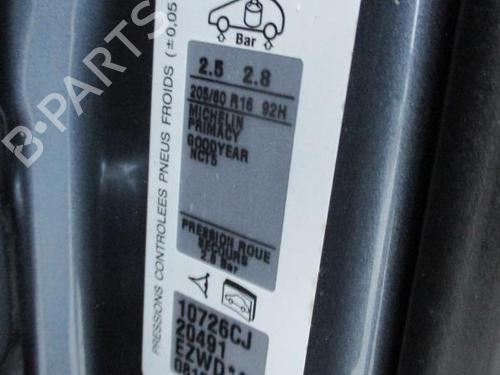 B-PARTS
PRESSIONS CONTROLEES PNEUS FROIDS (±0,05
Bar
2.5 2.8
205/60 R16 92H
MICHELIN
PRIMACY
GOODYEAR
NCT5
PRESSION ROUE
SECOURS
2.8 Bar
10726CJ
20491
EZWD